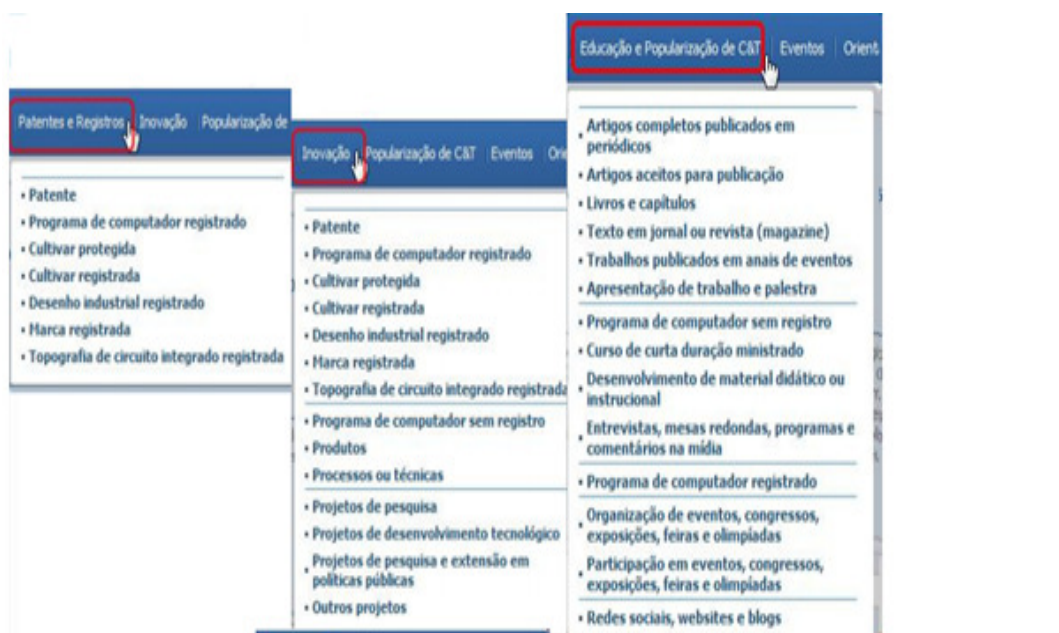 Patentes e Registros Inovação Popularização de
• Patente
• Programa de computador registrado
• Cultivar protegida
• Cultivar registrada
• Desenho industrial registrado
• Marca registrada
• Topografia de circuito integrado registrada
Inovação Popularização de C&T Eventos
• Patente
• Programa de computador registrado
• Cultivar protegida
• Cultivar registrada
• Desenho industrial registrado
• Marca registrada
• Topografia de circuito integrado registrada
• Programa de computador sem registro
• Produtos
• Processos ou técnicas
• Projetos de pesquisa
• Projetos de desenvolvimento tecnológico
• Projetos de pesquisa e extensão em
políticas públicas
• Outros projetos
Educação e Popularização de C&T Eventos Orient
• Artigos completos publicados em
periódicos
• Artigos aceitos para publicação
• Livros e capítulos
• Texto em jornal ou revista (magazine)
• Trabalhos publicados em anais de eventos
• Apresentação de trabalho e palestra
• Programa de computador sem registro
• Curso de curta duração ministrado
• Desenvolvimento de material didático ou
instrucional
• Entrevistas, mesas redondas, programas e
comentários na mídia
• Programa de computador registrado
• Organização de eventos, congressos,
exposições, feiras e olimpíadas
• Participação em eventos, congressos,
exposições, feiras e olimpíadas
• Redes sociais, websites e blogs